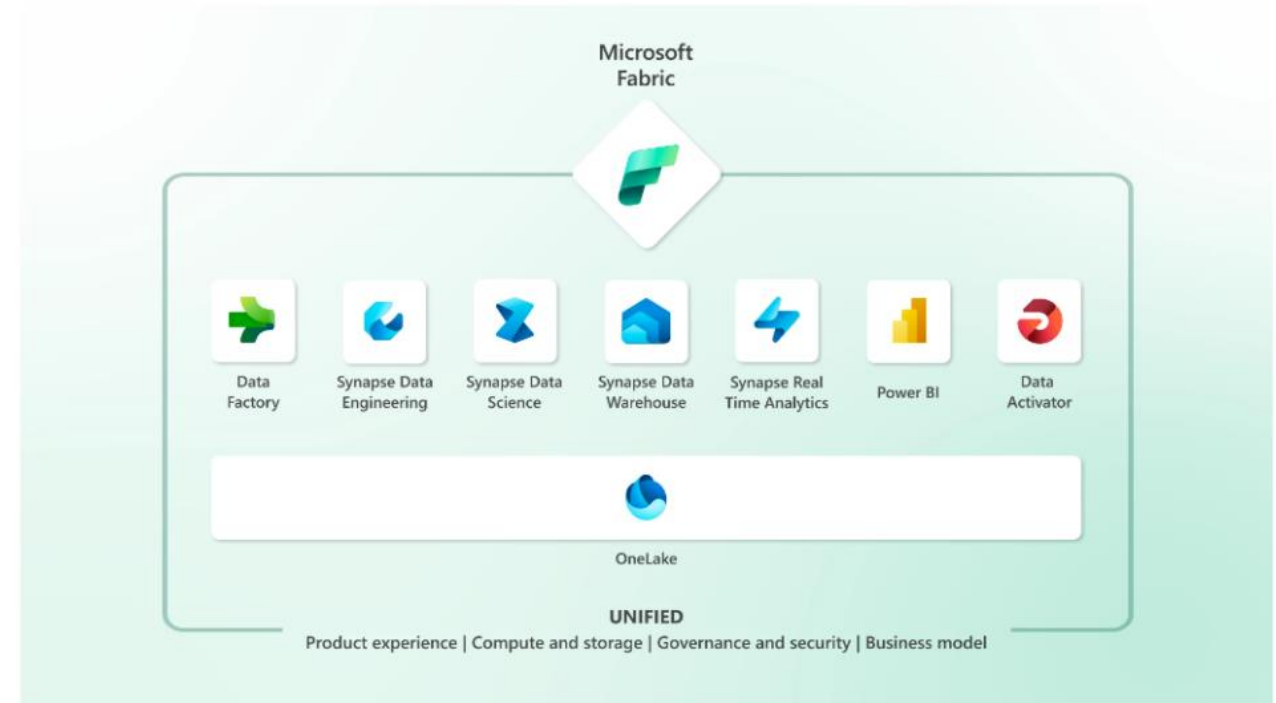 Microsoft
Fabric
Data
Factory
Synapse Data
Engineering
Synapse Data
Science
Synapse Data
Warehouse
Synapse Real
Time Analytics
Power BI
Data
Activator
OneLake
UNIFIED
Product experience | Compute and storage | Governance and security | Business model